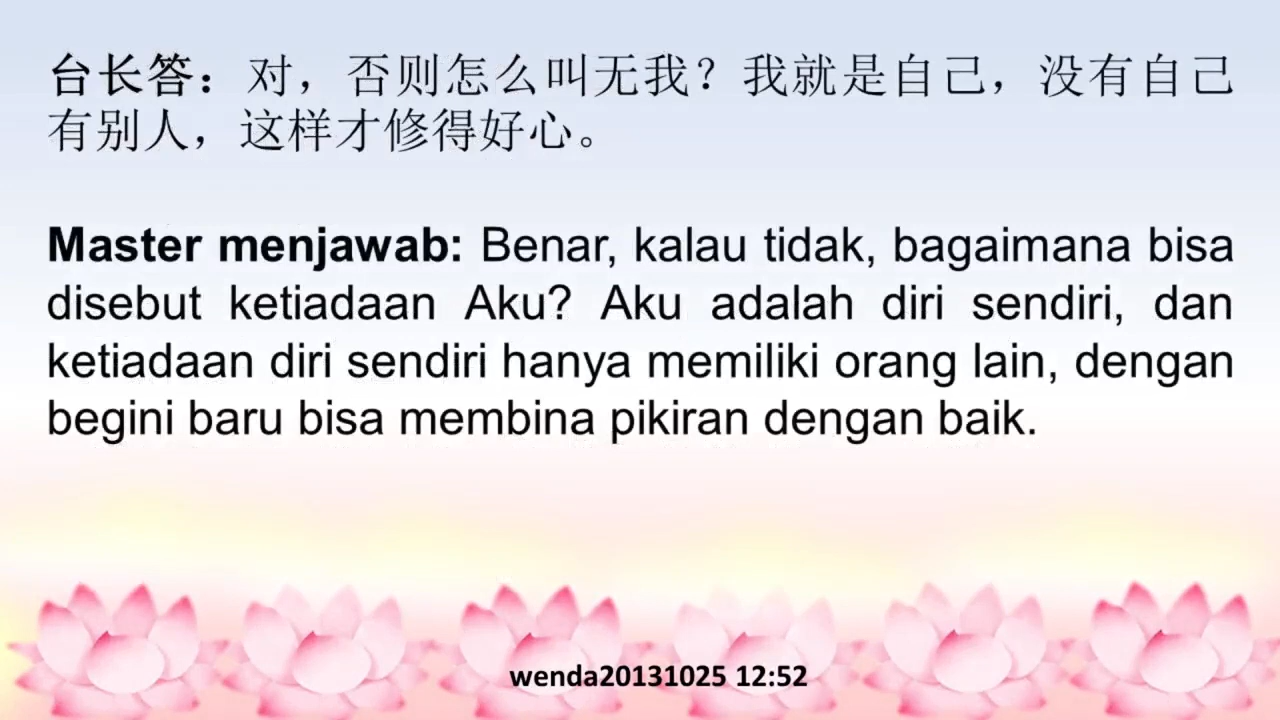 台长答：对，否则怎么叫无我？我就是自己，没有自己
有别人，这样才修得好心。
Master menjawab: Benar, kalau tidak, bagaimana bisa
disebut ketiadaan Aku? Aku adalah diri sendiri, dan
ketiadaan diri sendiri hanya memiliki orang lain, dengan
begini baru bisa membina pikiran dengan baik.
wenda20131025 12:52